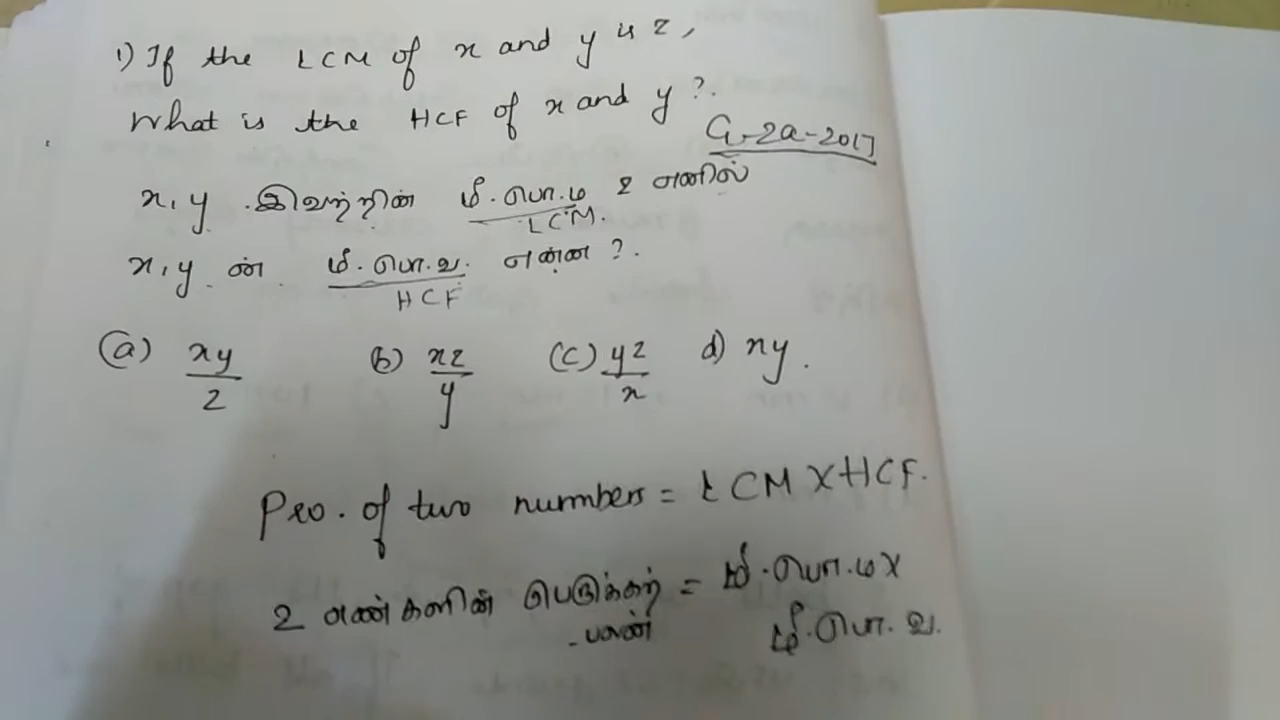 1) If the LCM of x and y is z,
What is the HCF of x and y ?.
G-2a-2017
x, y இவற்றின் மீ.பொ.ம z எனில்
LCM.
x, y ன் மீ.பொ.வ. என்ன ?.
HCF
(a) xy/z (b) xz/y (c) yz/x d) xy.
Pro. of two numbers = LCM X HCF.
2 எண்களின் பெருக்கற் = மீ.பொ.ம x
-பலன் மீ.பொ.வ.